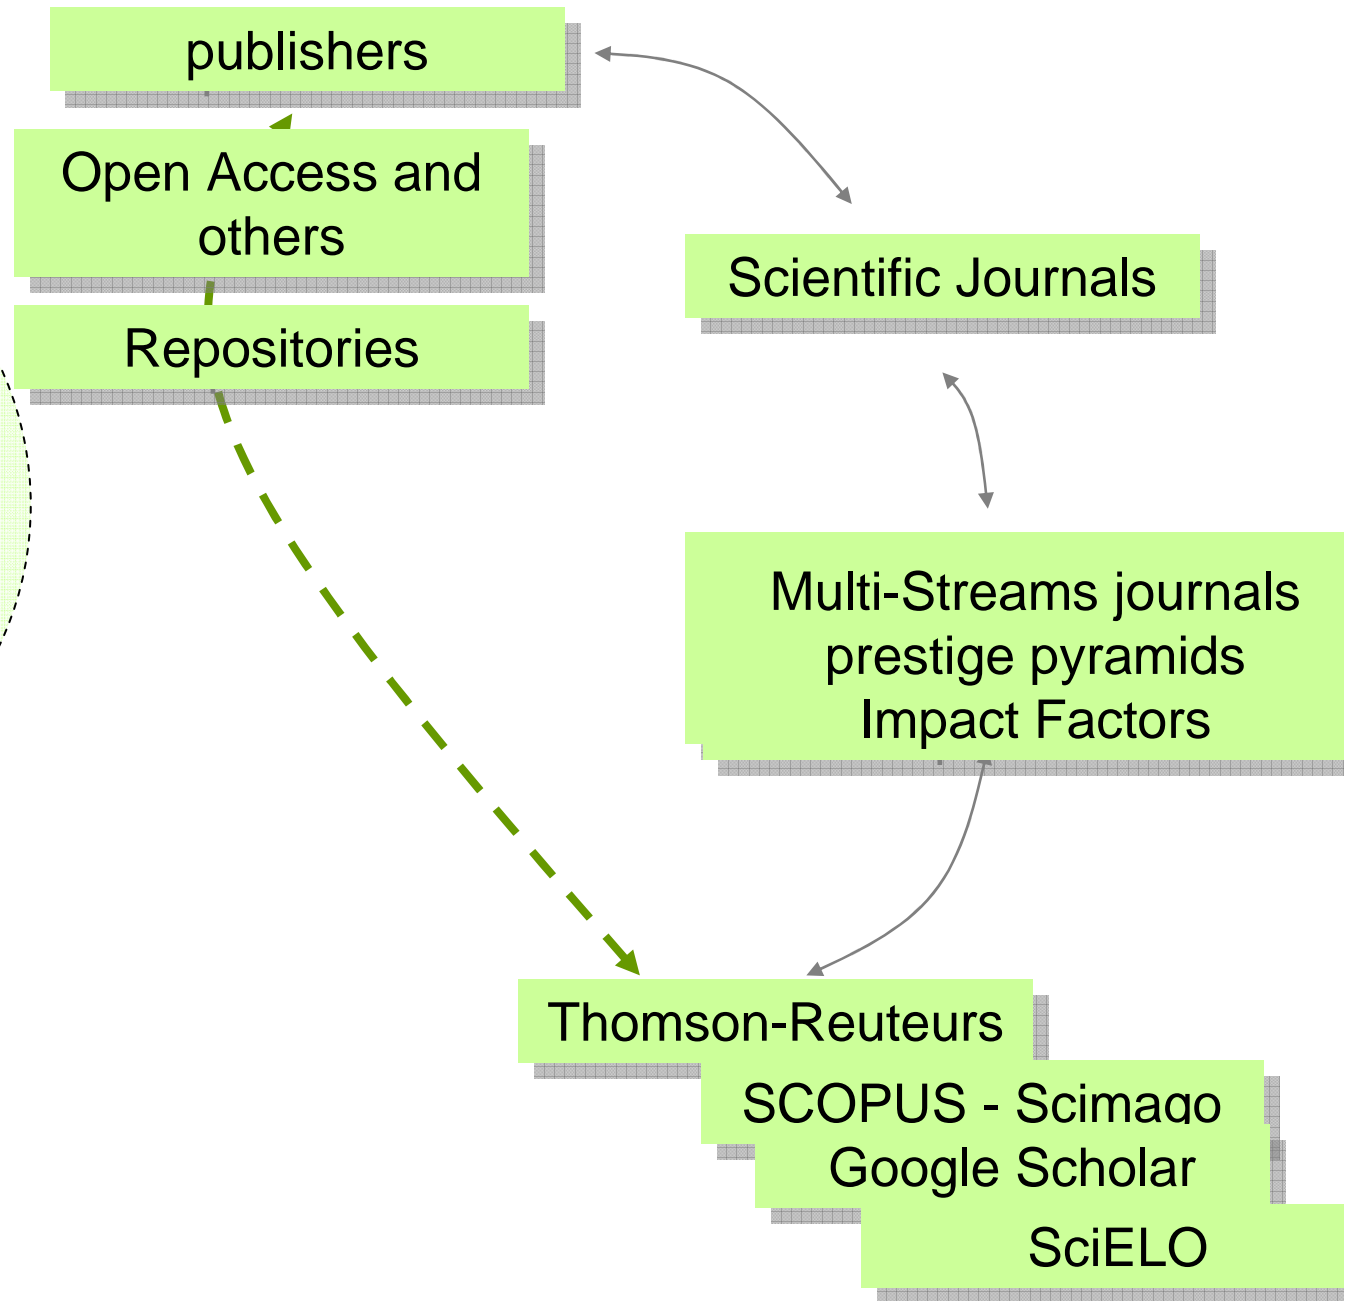 publishers
Open Access and
others
Repositories
Scientific Journals
Multi-Streams journals
prestige pyramids
Impact Factors
Thomson-Reuteurs
SCOPUS - Scimago
Google Scholar
SciELO